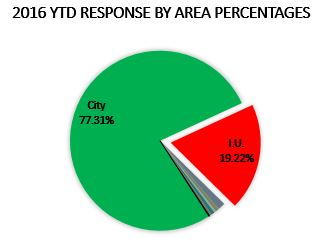 2016 YTD RESPONSE BY AREA PERCENTAGES
City
77.31%
I.U.
19.22%